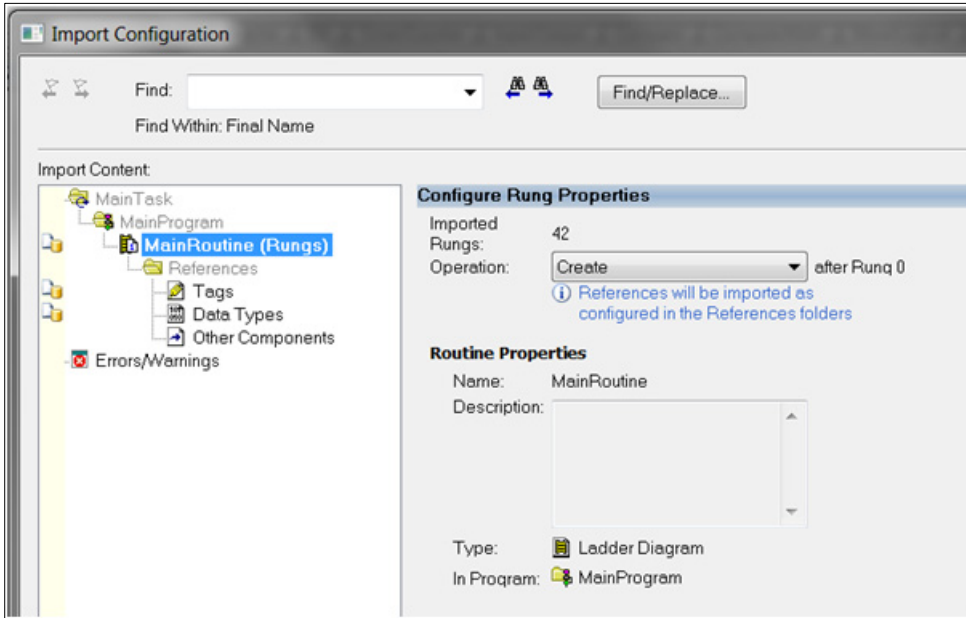 Import Configuration
Find:
Find/Replace...
Find Within: Final Name
Import Content:
MainTask
MainProgram
MainRoutine (Rungs)
References
Tags
Data Types
Other Components
Errors/Warnings
Configure Rung Properties
Imported
Rungs:
42
Operation:
Create
after Rung 0
References will be imported as
configured in the References folders
Routine Properties
Name:
MainRoutine
Description:
Type:
Ladder Diagram
In Program:
MainProgram